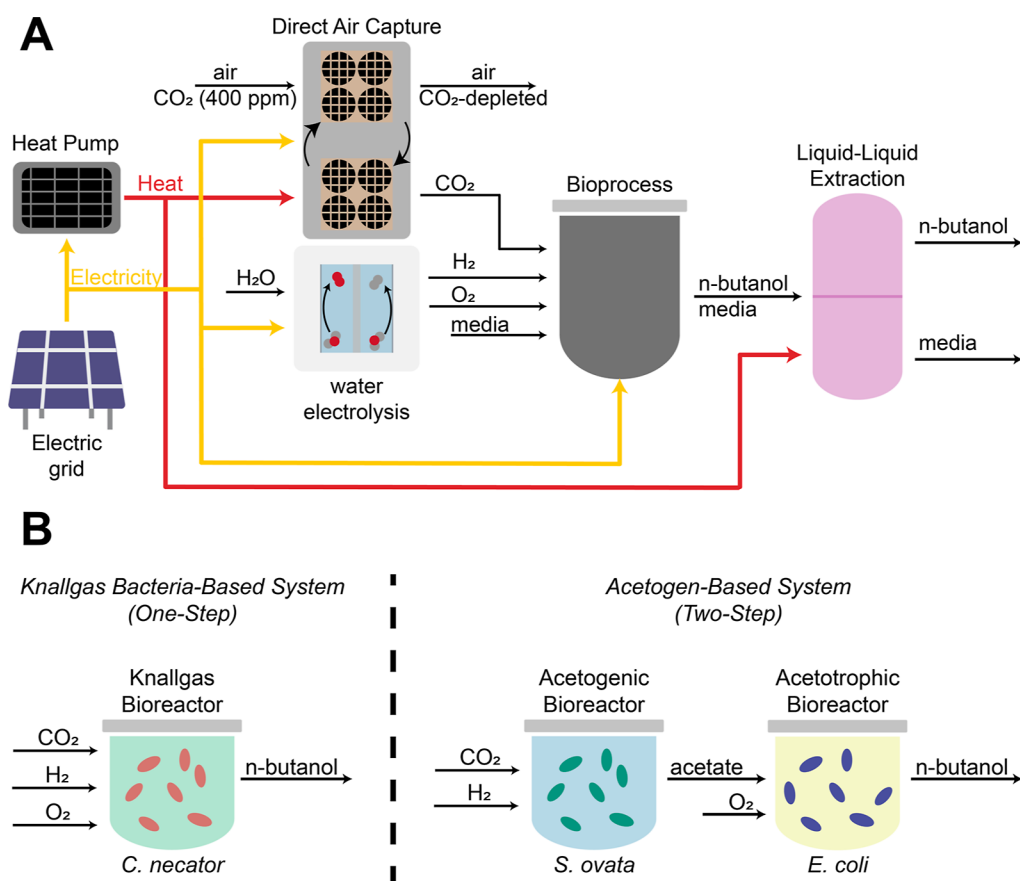 A
Direct Air Capture
air
CO₂ (400 ppm)
air
CO₂-depleted
Heat Pump
Heat
CO₂
Bioprocess
Liquid-Liquid
Extraction
n-butanol
Electricity
H₂O
H₂
O₂
media
n-butanol
media
media
water
electrolysis
Electric
grid
B
Knallgas Bacteria-Based System
(One-Step)
Knallgas
Bioreactor
CO₂
H₂
O₂
n-butanol
C. necator
Acetogen-Based System
(Two-Step)
Acetogenic
Bioreactor
CO₂
H₂
acetate
O₂
Acetotrophic
Bioreactor
n-butanol
S. ovata
E. coli